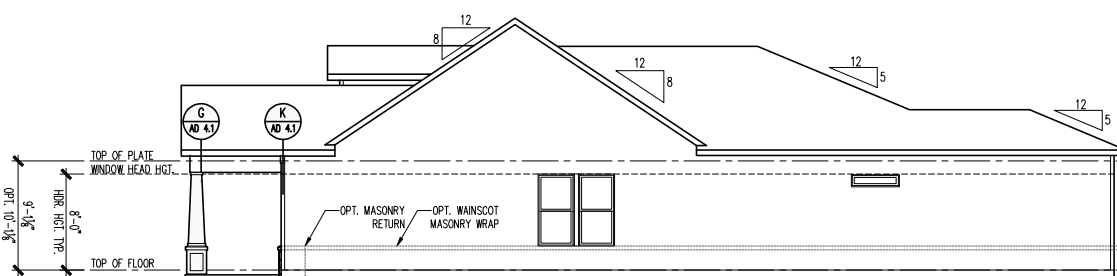 12
8
12
8
12
5
12
5
G
AD 4.1
K
AD 4.1
TOP OF PLATE
WINDOW HEAD HGT.
9'-1⅛"
OPT. 10'-1⅛"
8'-0"
HDR. HGT. TYP.
OPT. MASONRY
RETURN
OPT. WAINSCOT
MASONRY WRAP
TOP OF FLOOR